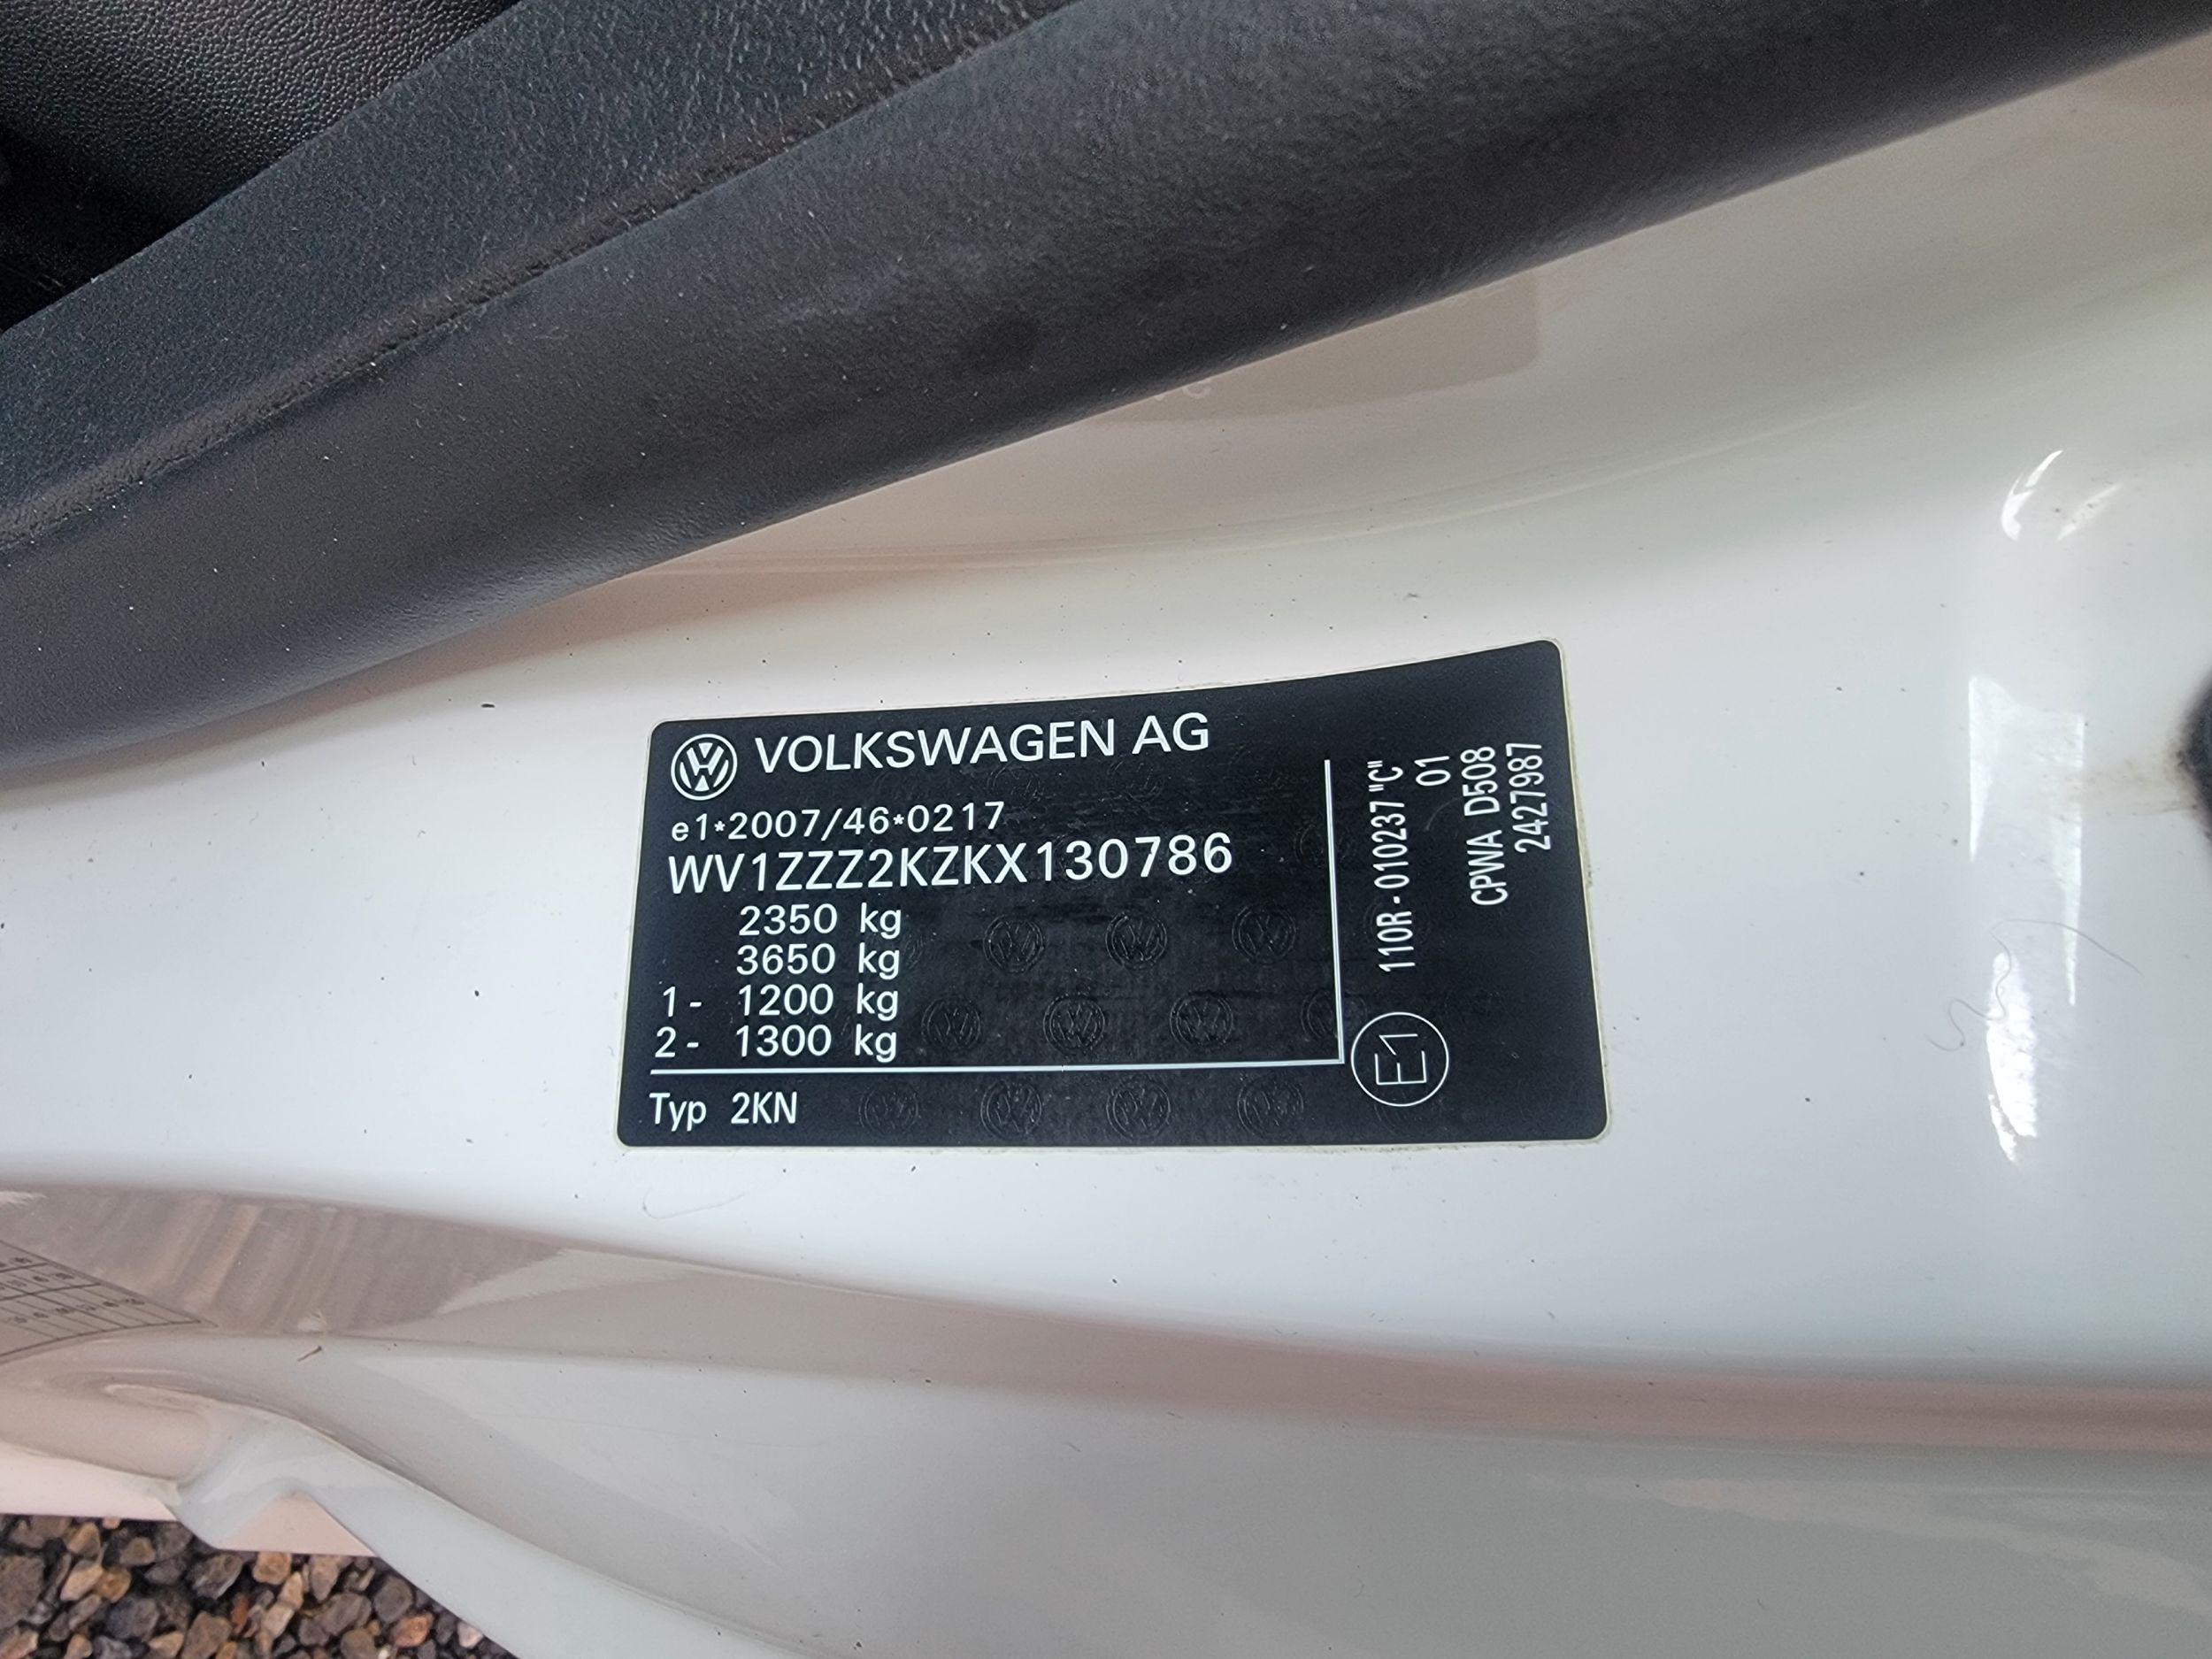 VOLKSWAGEN AG
e1*2007/46*0217
WV1ZZZ2KZKX130786
2350 kg
3650 kg
1- 1200 kg
2- 1300 kg
Typ 2KN
E1
110R-010237 "C"
01
CPWA D508
2427987